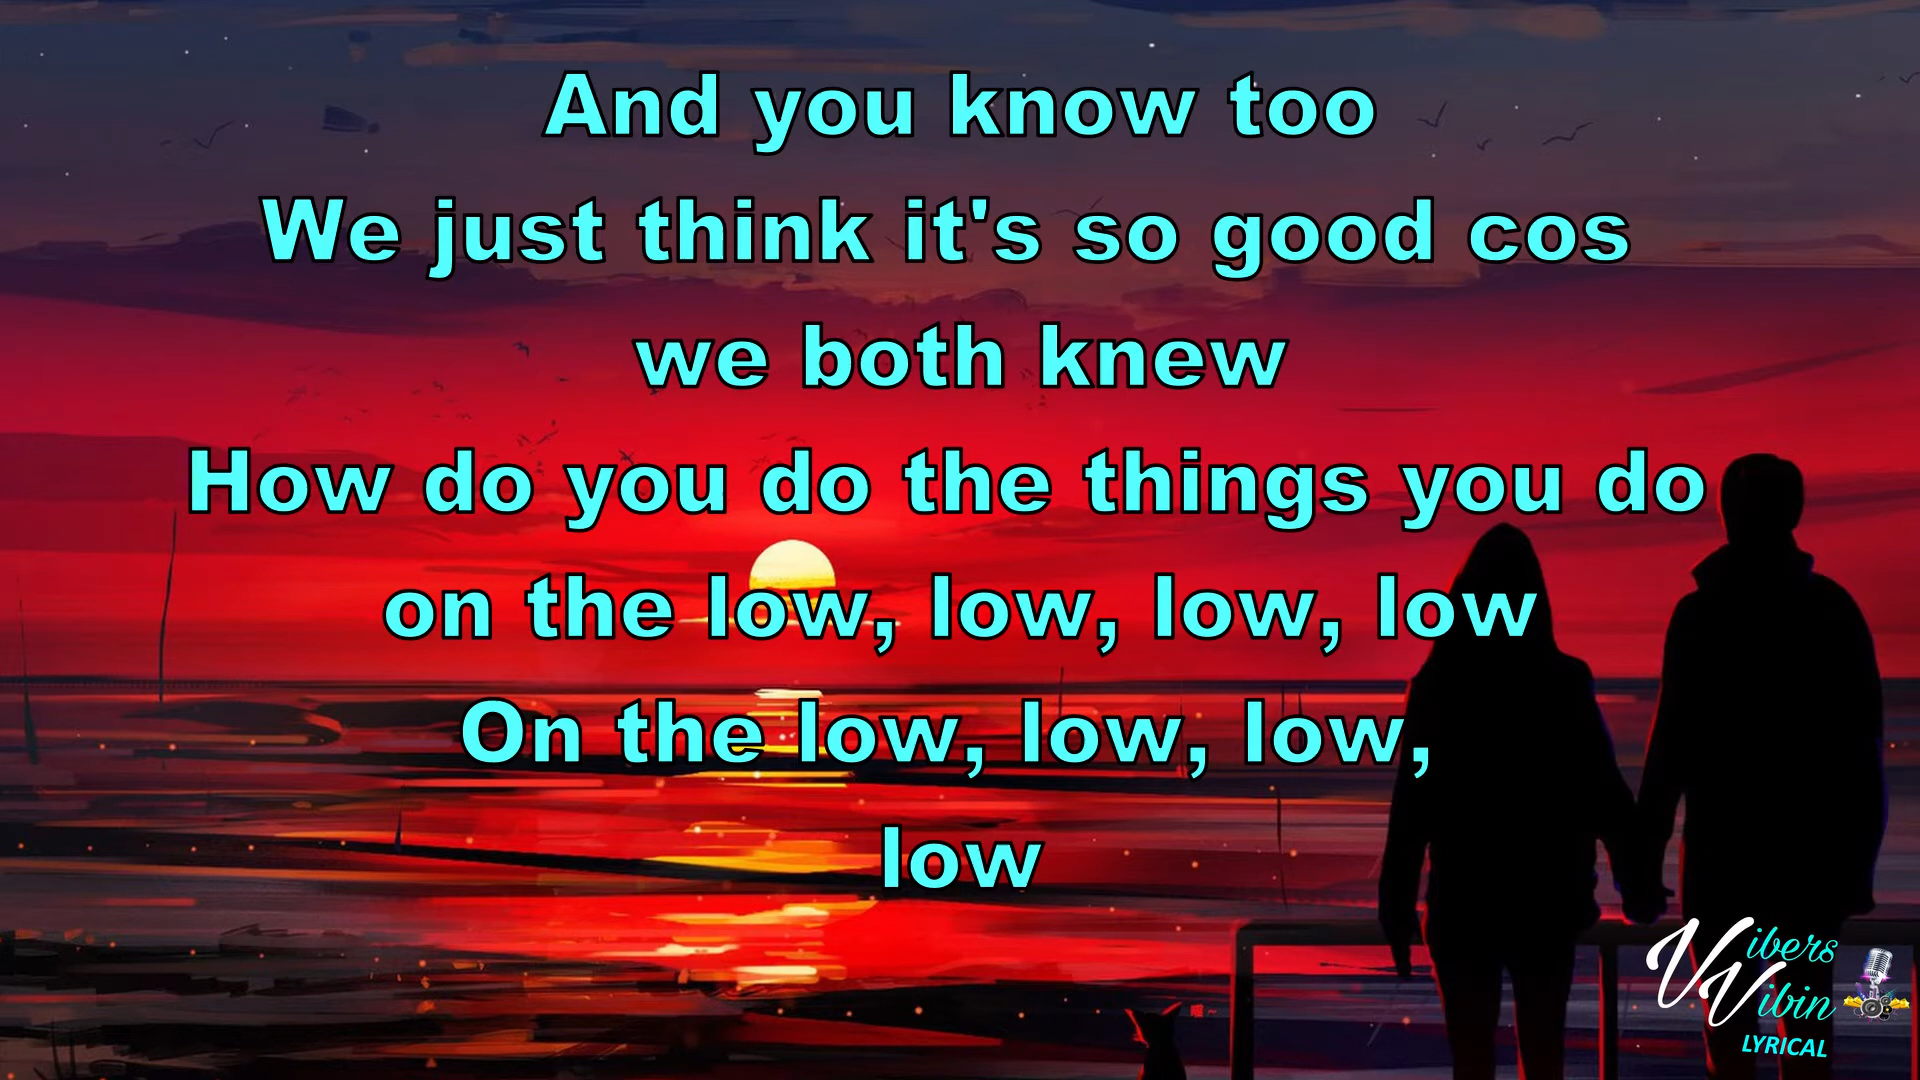 And you know too
We just think it's so good cos
we both knew
How do you do the things you do
on the low, low, low, low
On the low, low, low,
low
Vibers
Vibin
LYRICAL